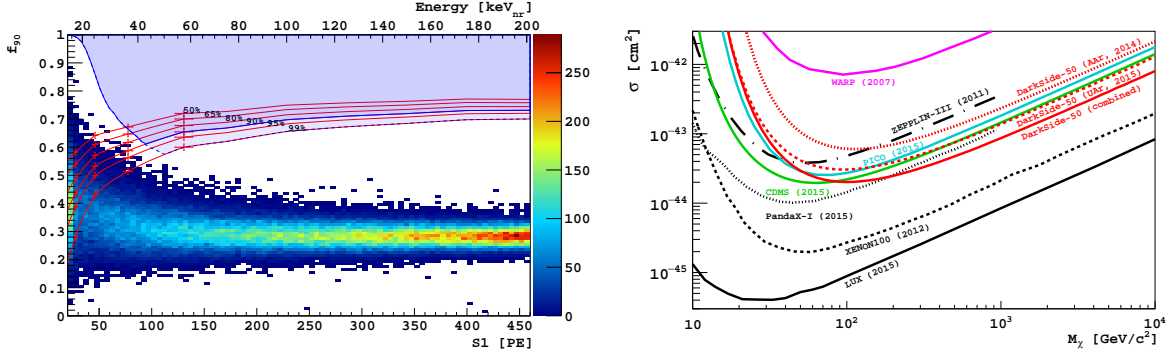 Energy [keVnr]
20 40 60 80 100 120 140 160 180 200
f90
1
0.9
0.8
0.7
0.6
0.5
0.4
0.3
0.2
0.1
0
50% 65% 80% 90% 95% 99%
50 100 150 200 250 300 350 400 450
S1 [PE]
250
200
150
100
50
0
σ [cm²]
10⁻⁴²
10⁻⁴³
10⁻⁴⁴
10⁻⁴⁵
WARP (2007)
ZEPPLIN-III (2011)
DarkSide-50 (AAr, 2014)
DarkSide-50 (UAr, 2015)
DarkSide-50 (combined)
PICO (2015)
CDMS (2015)
PandaX-I (2015)
XENON100 (2012)
LUX (2015)
10 10² 10³ 10⁴
Mχ [GeV/c²]